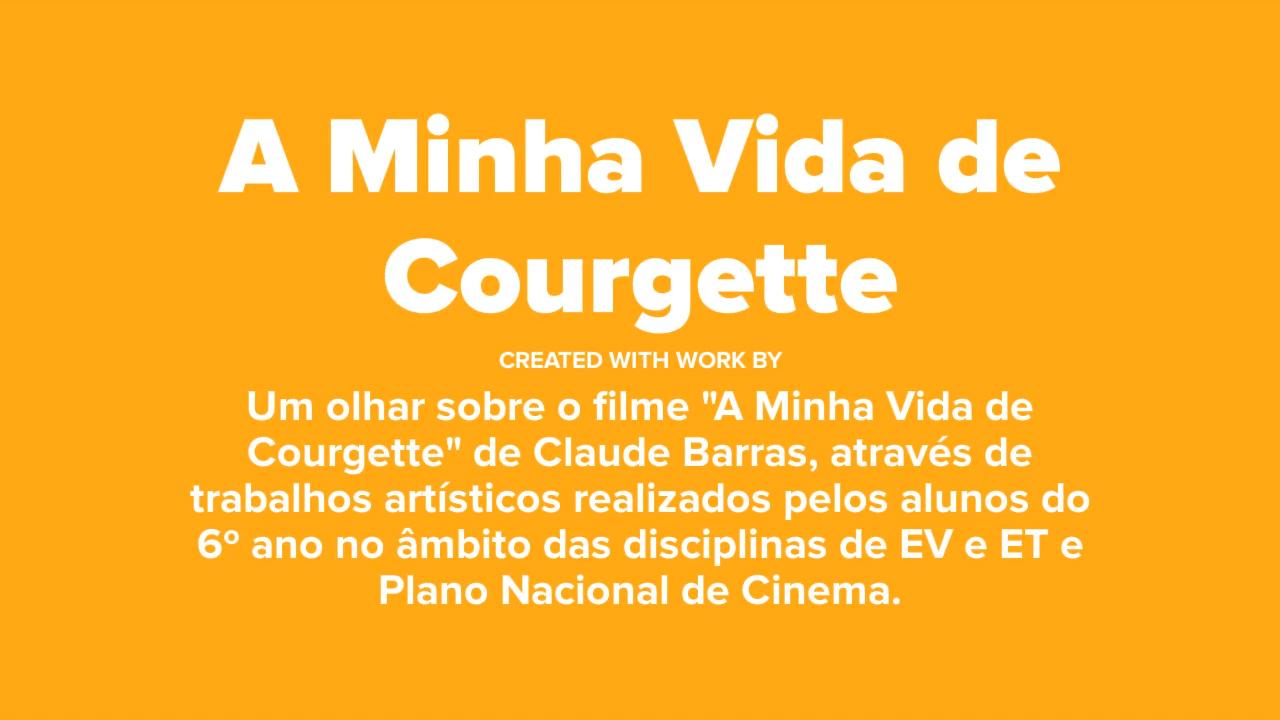 A Minha Vida de
Courgette
CREATED WITH WORK BY
Um olhar sobre o filme "A Minha Vida de
Courgette" de Claude Barras, através de
trabalhos artísticos realizados pelos alunos do
6º ano no âmbito das disciplinas de EV e ET e
Plano Nacional de Cinema.